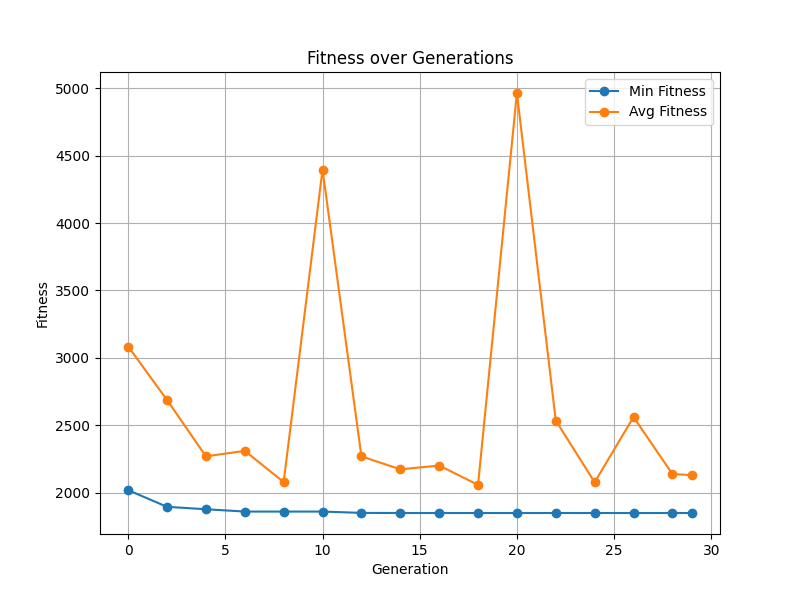 Fitness over Generations
Min Fitness
Avg Fitness
5000
4500
4000
3500
3000
2500
2000
Fitness
0 5 10 15 20 25 30
Generation